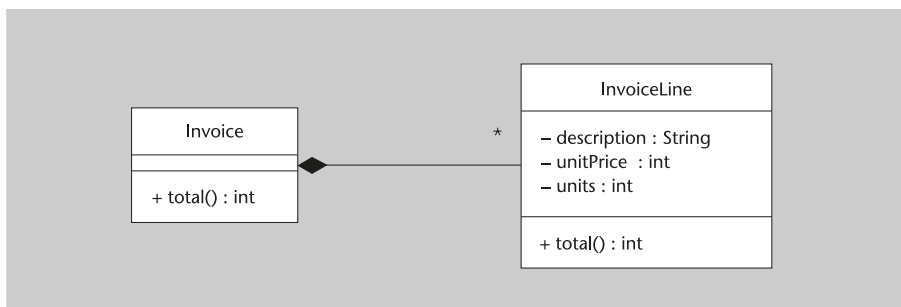 Invoice
+ total() : int
*
InvoiceLine
– description : String
– unitPrice : int
– units : int
+ total() : int